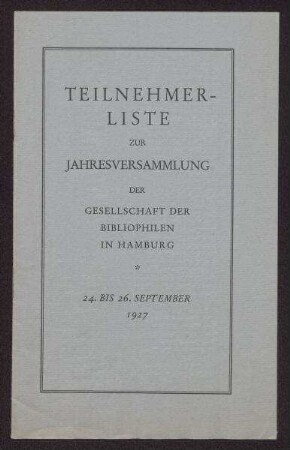 TEILNEHMER-
LISTE
ZUR
JAHRESVERSAMMLUNG
DER
GESELLSCHAFT DER
BIBLIOPHILEN
IN HAMBURG
24. BIS 26. SEPTEMBER
1927